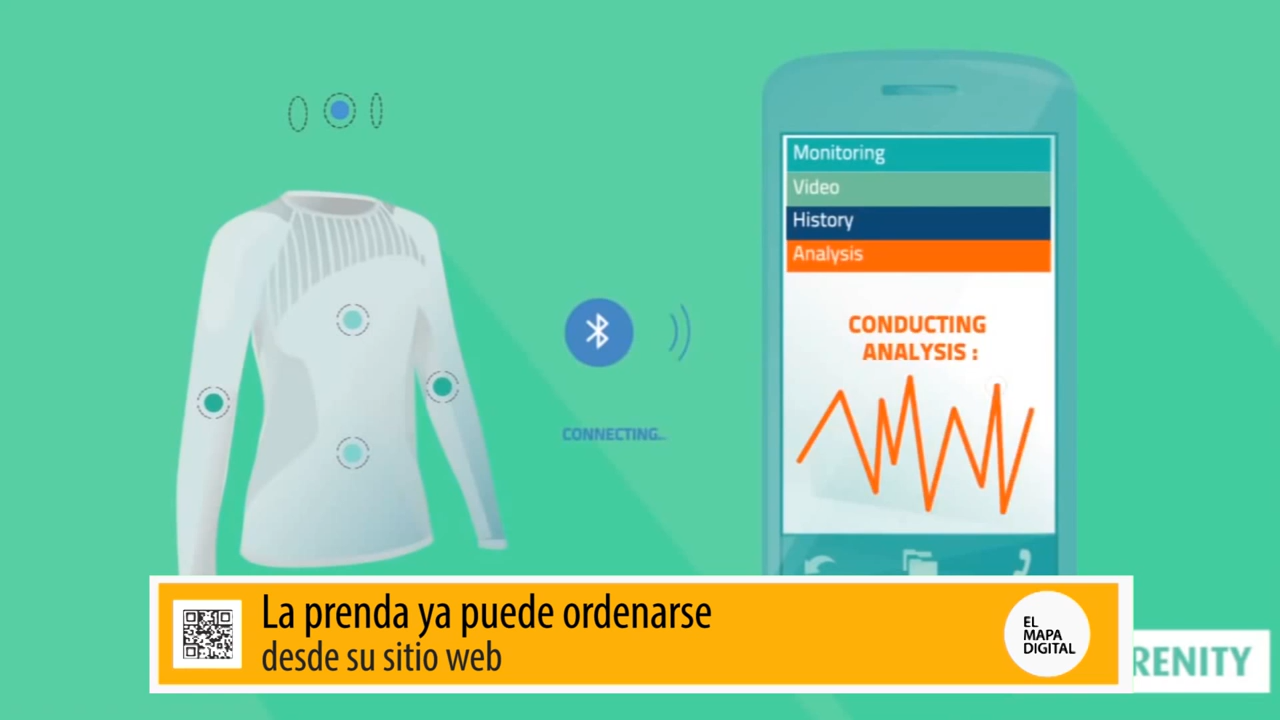 Monitoring
Video
History
Analysis
CONDUCTING
ANALYSIS :
CONNECTING..
La prenda ya puede ordenarse
desde su sitio web
EL
MAPA
DIGITAL
RENITY